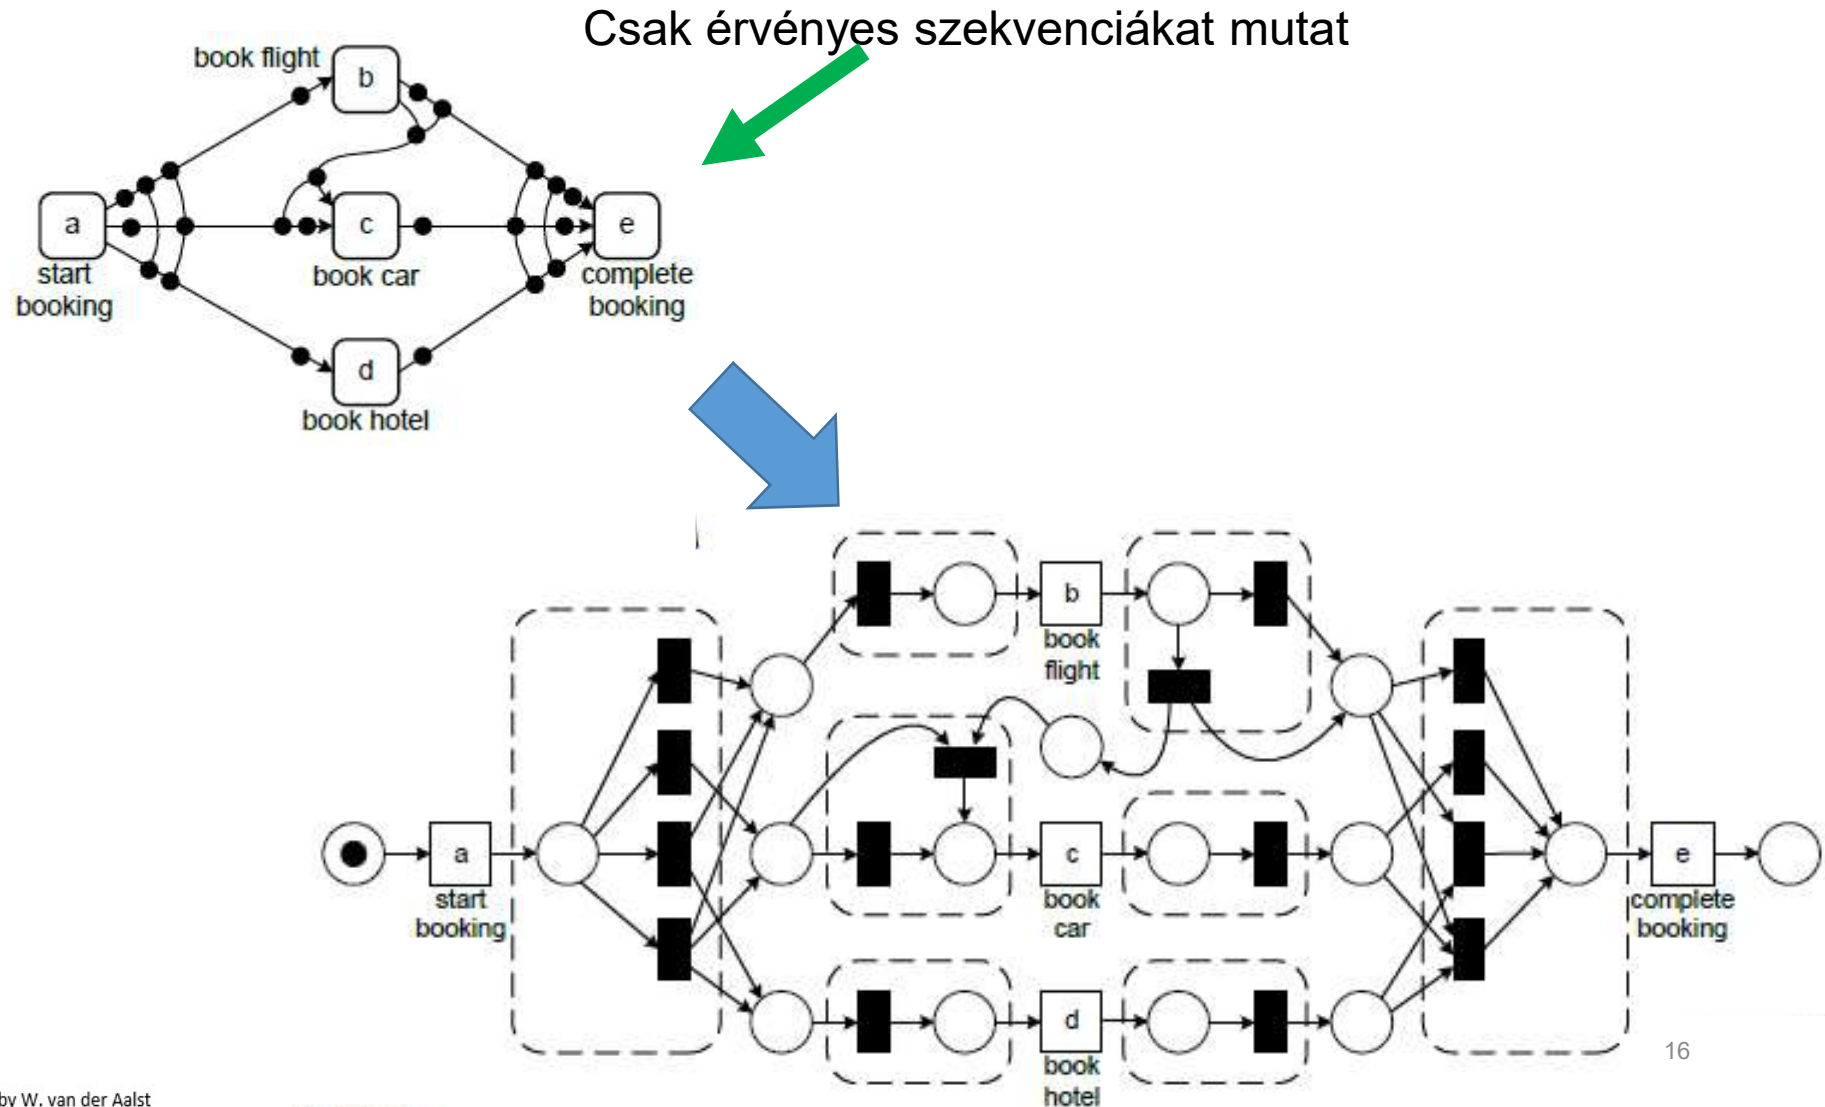 Csak érvényes szekvenciákat mutat
book flight
b
a
start
booking
c
book car
e
complete
booking
d
book hotel
b
book
flight
a
start
booking
c
book
car
e
complete
booking
d
book
hotel
16
by W. van der Aalst